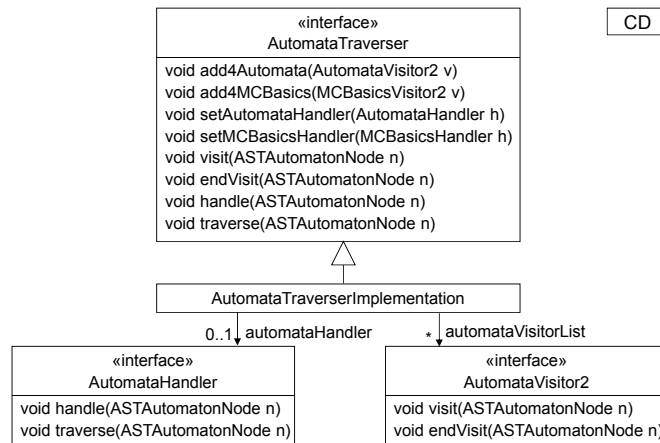 «interface»
CD
AutomataTraverser
void add4Automata(AutomataVisitor2 v)
void add4MCBasics(MCBasicsVisitor2 v)
void setAutomataHandler(AutomataHandler h)
void setMCBasicsHandler(MCBasicsHandler h)
void visit(ASTAutomatonNode n)
void endVisit(ASTAutomatonNode n)
void handle(ASTAutomatonNode n)
void traverse(ASTAutomatonNode n)
AutomataTraverserImplementation
0..1 automataHandler
* automataVisitorList
«interface»
AutomataHandler
void handle(ASTAutomatonNode n)
void traverse(ASTAutomatonNode n)
«interface»
AutomataVisitor2
void visit(ASTAutomatonNode n)
void endVisit(ASTAutomatonNode n)